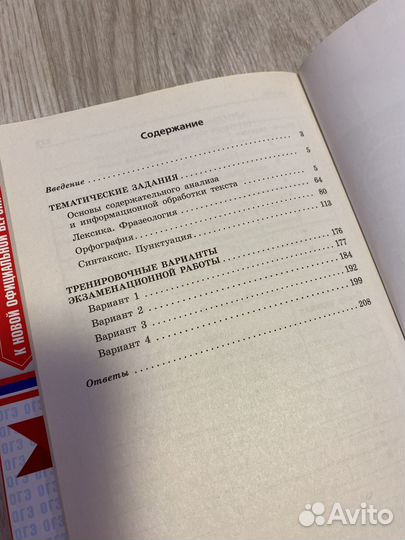 Содержание
Введение 3
ТЕМАТИЧЕСКИЕ ЗАДАНИЯ 5
Основы содержательного анализа
и информационной обработки текста 5
Лексика. Фразеология 64
Орфография 80
Синтаксис. Пунктуация 113
ТРЕНИРОВОЧНЫЕ ВАРИАНТЫ
ЭКЗАМЕНАЦИОННОЙ РАБОТЫ 176
Вариант 1 177
Вариант 2 184
Вариант 3 192
Вариант 4 199
Ответы 208
К НОВОЙ ОФИЦИАЛЬНОЙ
ОГЭ ОГЭ
Avito